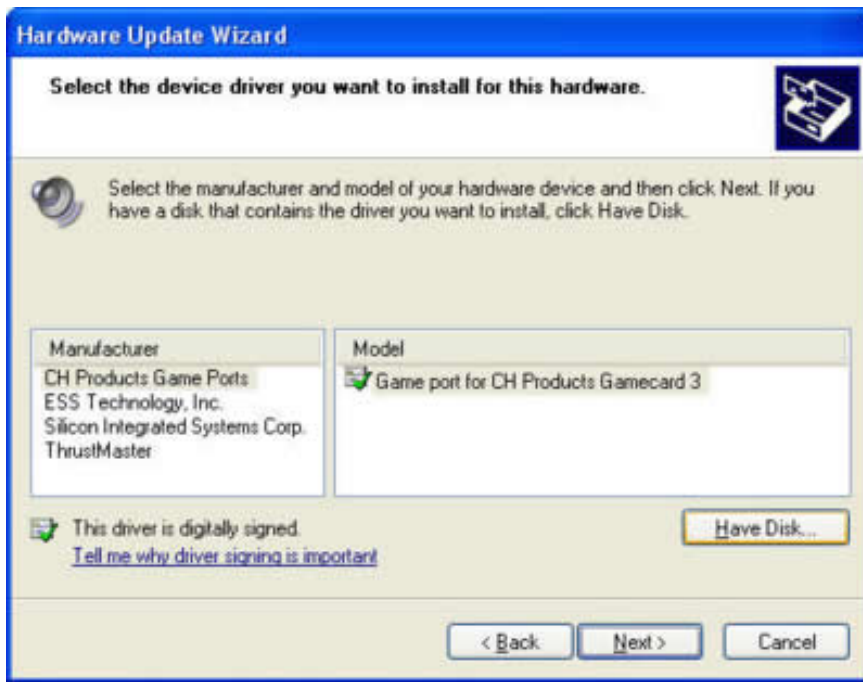 Hardware Update Wizard
Select the device driver you want to install for this hardware.
Select the manufacturer and model of your hardware device and then click Next. If you
have a disk that contains the driver you want to install, click Have Disk.
Manufacturer
CH Products Game Ports
ESS Technology, Inc.
Silicon Integrated Systems Corp.
ThrustMaster
Model
Game port for CH Products Gamecard 3
This driver is digitally signed.
Tell me why driver signing is important
Have Disk...
< Back
Next >
Cancel